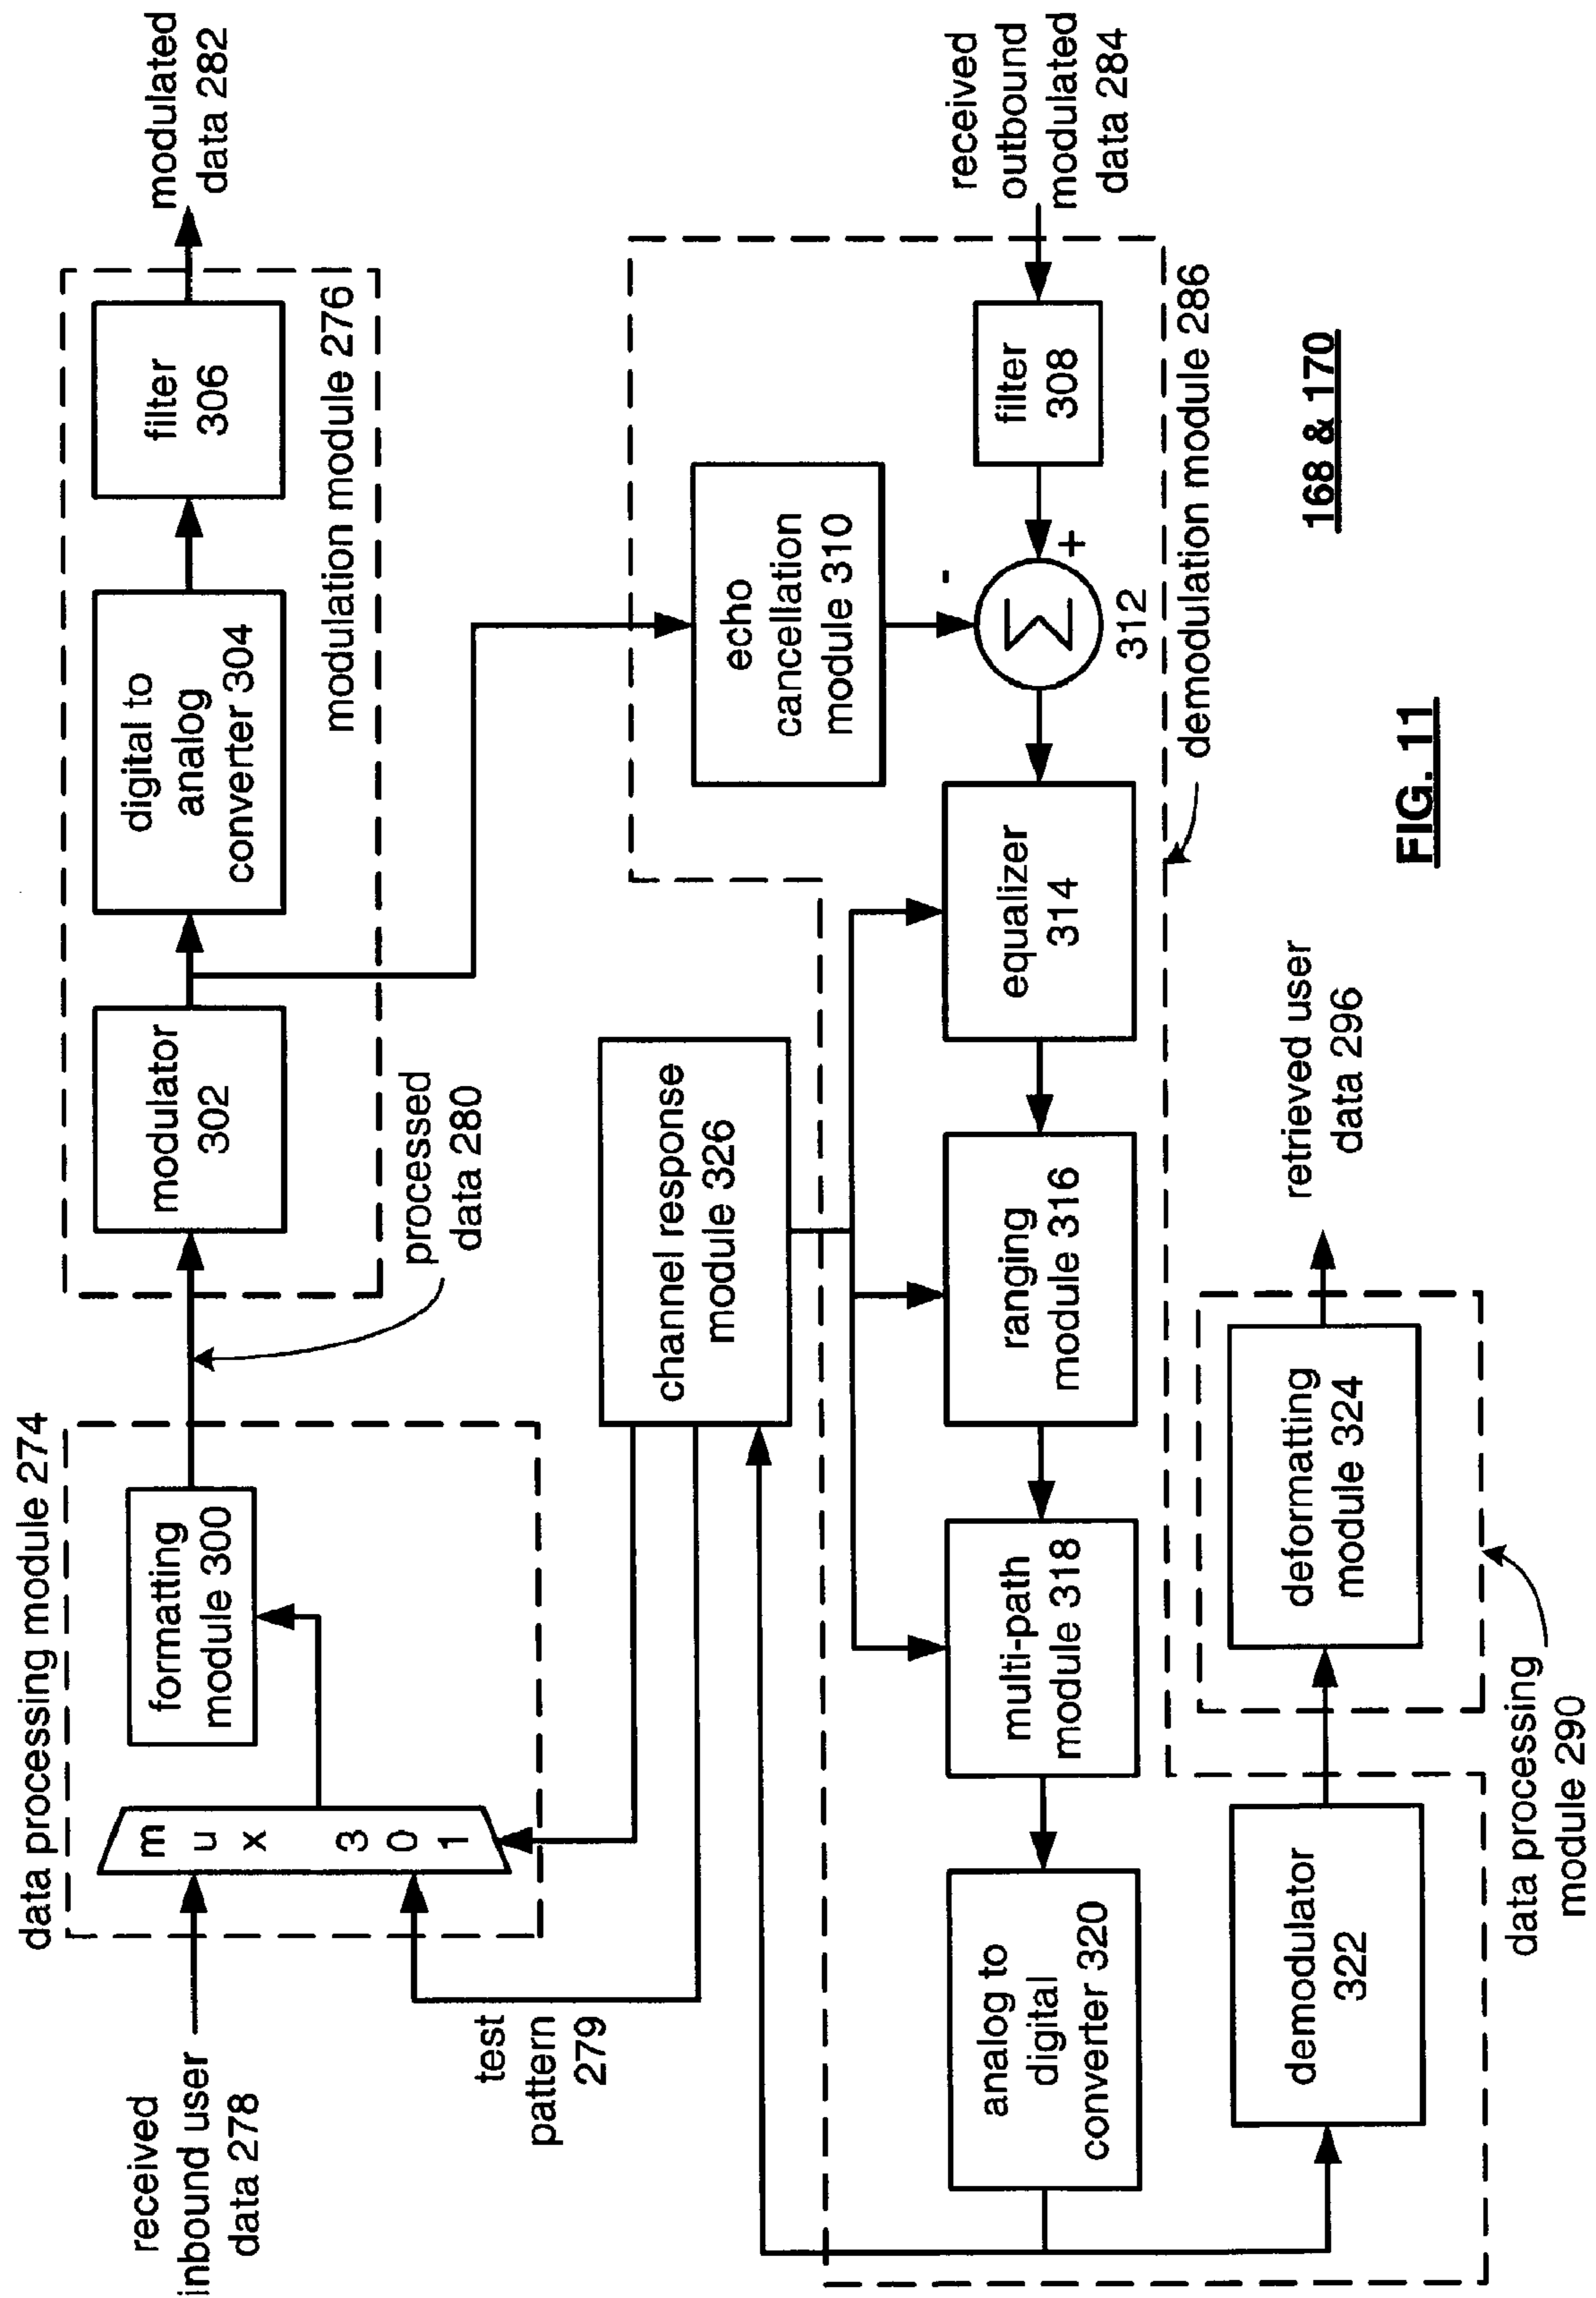 data processing module 274
received
inbound user
data 278
mux 301
formatting
module 300
test
pattern
279
processed
data 280
modulator
302
digital to
analog
converter 304
filter
306
modulation module 276
modulated
data 282
channel response
module 326
echo
cancellation
module 310
received
outbound
modulated
data 284
filter
308
-
+
Σ
312
equalizer
314
ranging
module 316
multi-path
module 318
analog to
digital
converter 320
demodulation module 286
demodulator
322
deformatting
module 324
retrieved user
data 296
data processing
module 290
168 & 170
FIG. 11